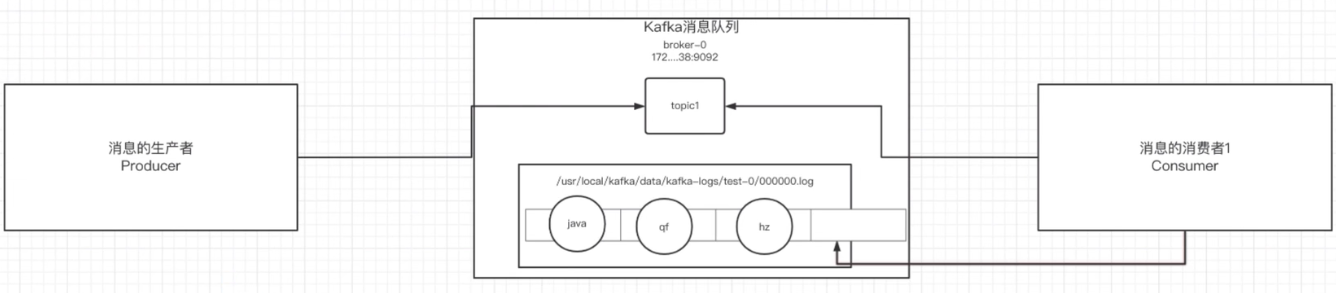 Kafka消息队列
broker-0
172....38:9092
topic1
消息的生产者
Producer
消息的消费者1
Consumer
/usr/local/kafka/data/kafka-logs/test-0/000000.log
java
qf
hz